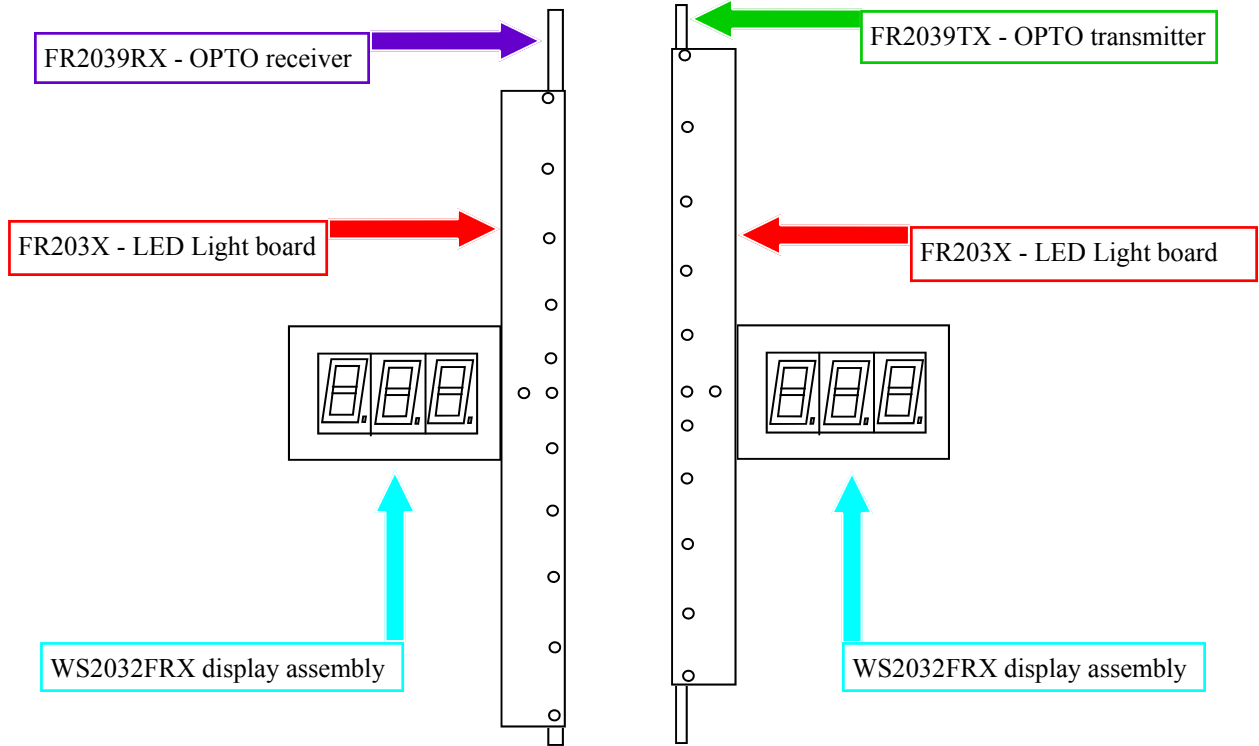 FR2039RX - OPTO receiver
FR2039TX - OPTO transmitter
FR203X - LED Light board
FR203X - LED Light board
WS2032FRX display assembly
WS2032FRX display assembly